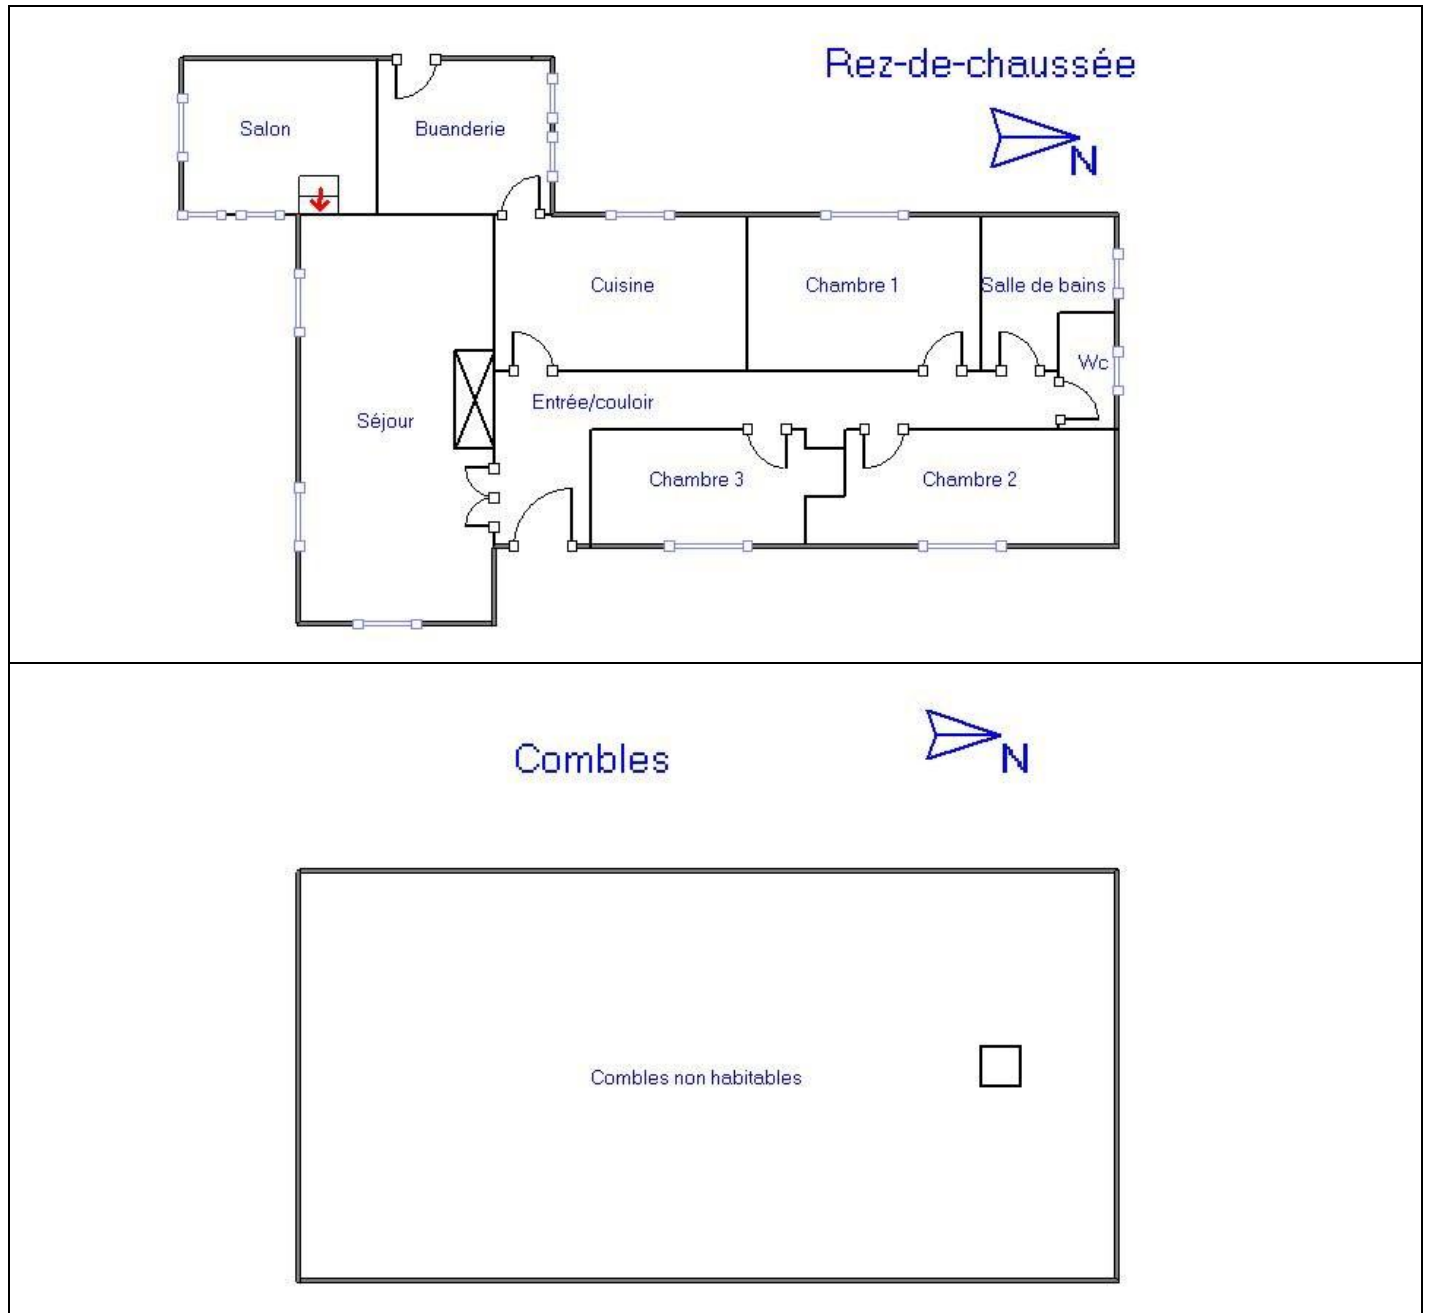 Rez-de-chaussée
N
Salon
Buanderie
Cuisine
Chambre 1
Salle de bains
Wc
Entrée/couloir
Séjour
Chambre 3
Chambre 2
Combles
N
Combles non habitables